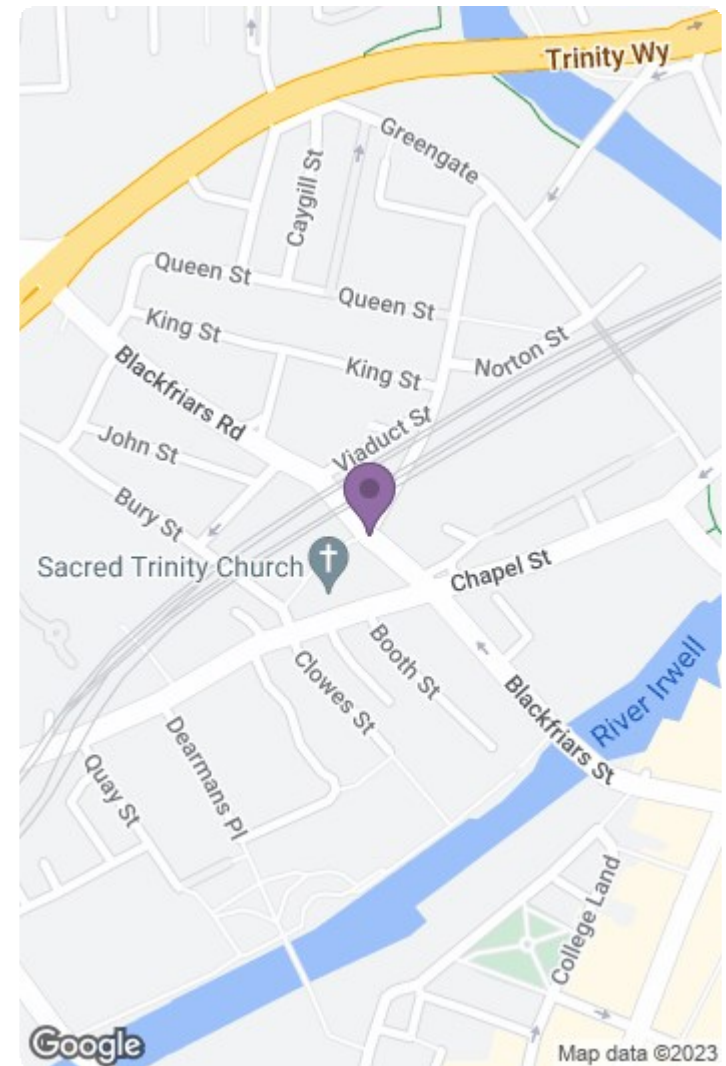 Trinity Wy
Greengate
Caygill St
Queen St
Queen St
King St
King St
Norton St
Blackfriars Rd
Viaduct St
John St
Bury St
Sacred Trinity Church
Chapel St
Booth St
Clowes St
River Irwell
Blackfriars St
Dearmans Pl
Quay St
College Land
Google
Map data ©2023